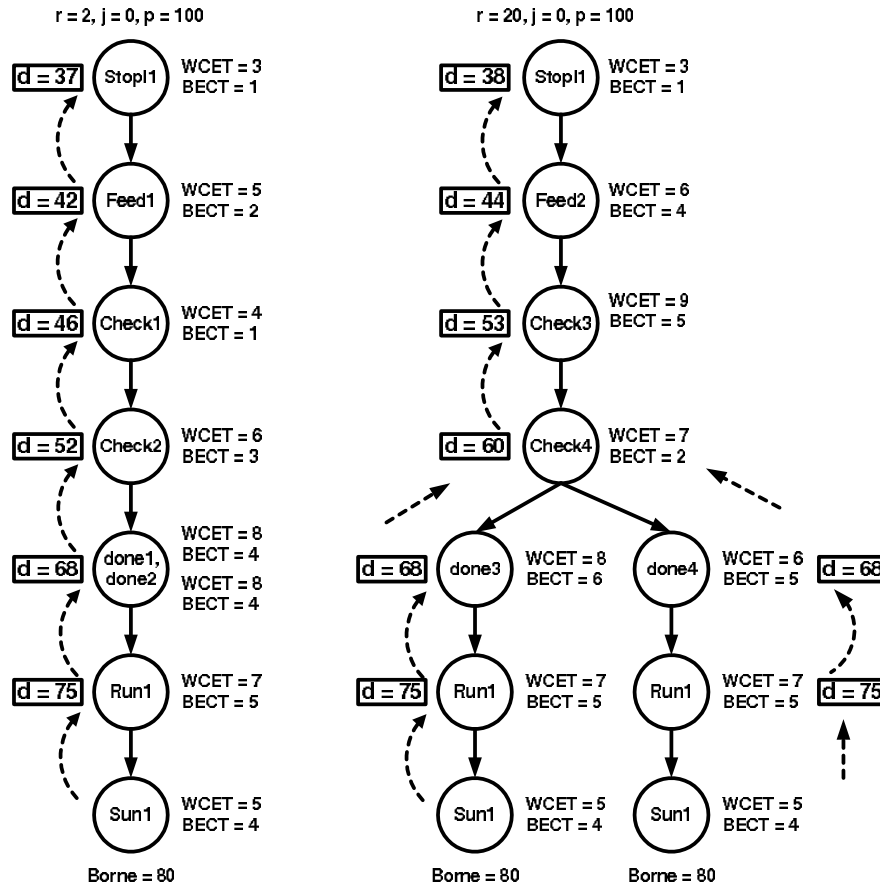 r = 2, j = 0, p = 100
d = 37
StopI1
WCET = 3
BECT = 1
d = 42
Feed1
WCET = 5
BECT = 2
d = 46
Check1
WCET = 4
BECT = 1
d = 52
Check2
WCET = 6
BECT = 3
d = 68
done1,
done2
WCET = 8
BECT = 4
WCET = 8
BECT = 4
d = 75
Run1
WCET = 7
BECT = 5
Sun1
WCET = 5
BECT = 4
Borne = 80
r = 20, j = 0, p = 100
d = 38
StopI1
WCET = 3
BECT = 1
d = 44
Feed2
WCET = 6
BECT = 4
d = 53
Check3
WCET = 9
BECT = 5
d = 60
Check4
WCET = 7
BECT = 2
d = 68
done3
WCET = 8
BECT = 6
d = 75
Run1
WCET = 7
BECT = 5
Sun1
WCET = 5
BECT = 4
Borne = 80
done4
WCET = 6
BECT = 5
d = 68
Run1
WCET = 7
BECT = 5
d = 75
Sun1
WCET = 5
BECT = 4
Borne = 80